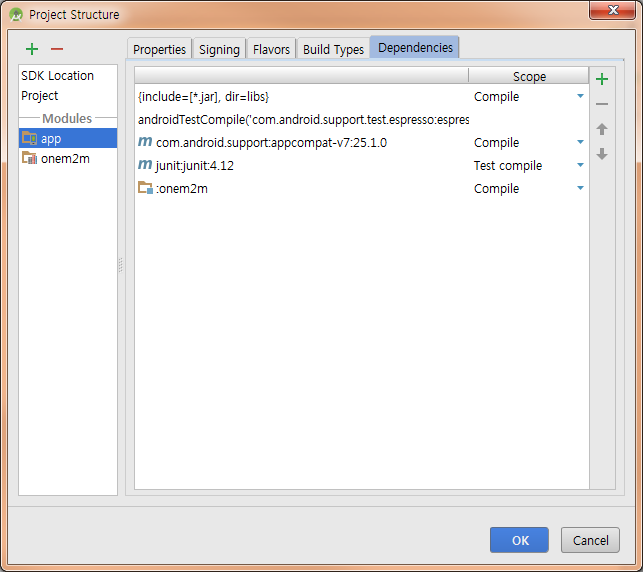 Project Structure
Properties
Signing
Flavors
Build Types
Dependencies
SDK Location
Project
Modules
app
onem2m
Scope
{include=[*.jar], dir=libs}
Compile
androidTestCompile('com.android.support.test.espresso:espres
m com.android.support:appcompat-v7:25.1.0
Compile
m junit:junit:4.12
Test compile
:onem2m
Compile
OK
Cancel